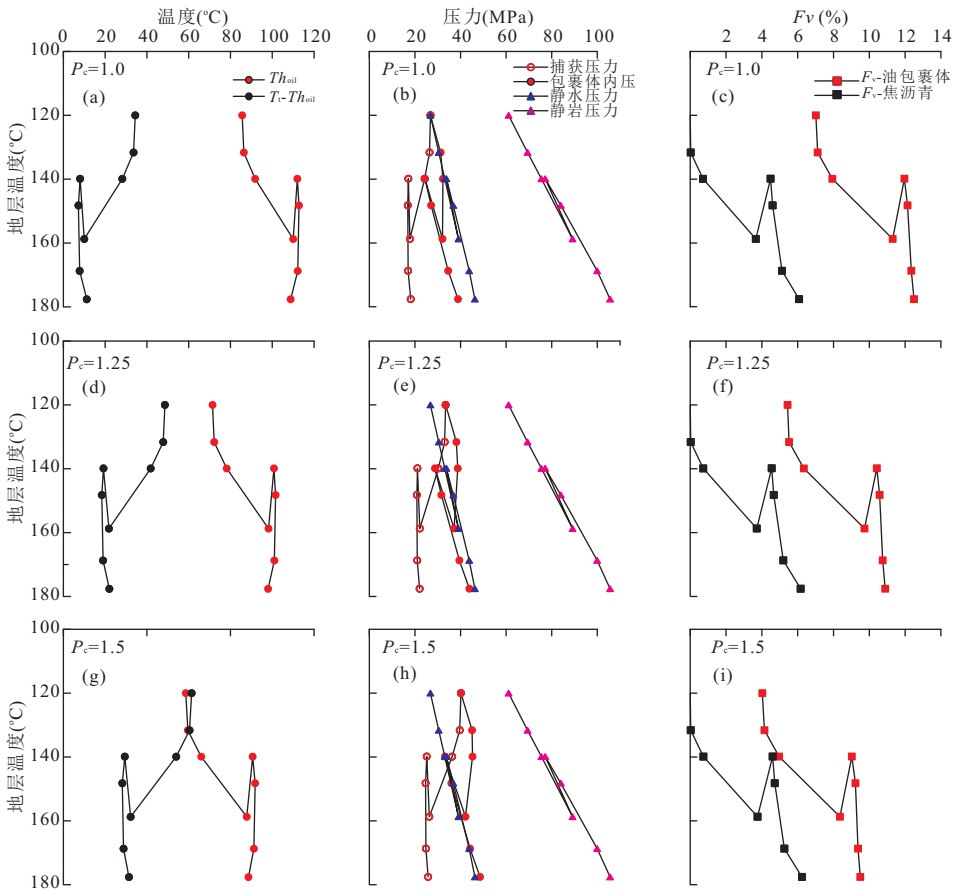 温度(°C)
压力(MPa)
Fv (%)
0 20 40 60 80 100 120
0 20 40 60 80 100
2 4 6 8 10 12 14
100
120
140
160
180
地层温度(°C)
Pc=1.0
(a)
Thoil
Tt-Thoil
Pc=1.0
(b)
捕获压力
包裹体内压
静水压力
静岩压力
Pc=1.0
(c)
Fv-油包裹体
Fv-焦沥青
100
120
140
160
180
地层温度(°C)
Pc=1.25
(d)
Pc=1.25
(e)
Pc=1.25
(f)
100
120
140
160
180
地层温度(°C)
Pc=1.5
(g)
Pc=1.5
(h)
Pc=1.5
(i)